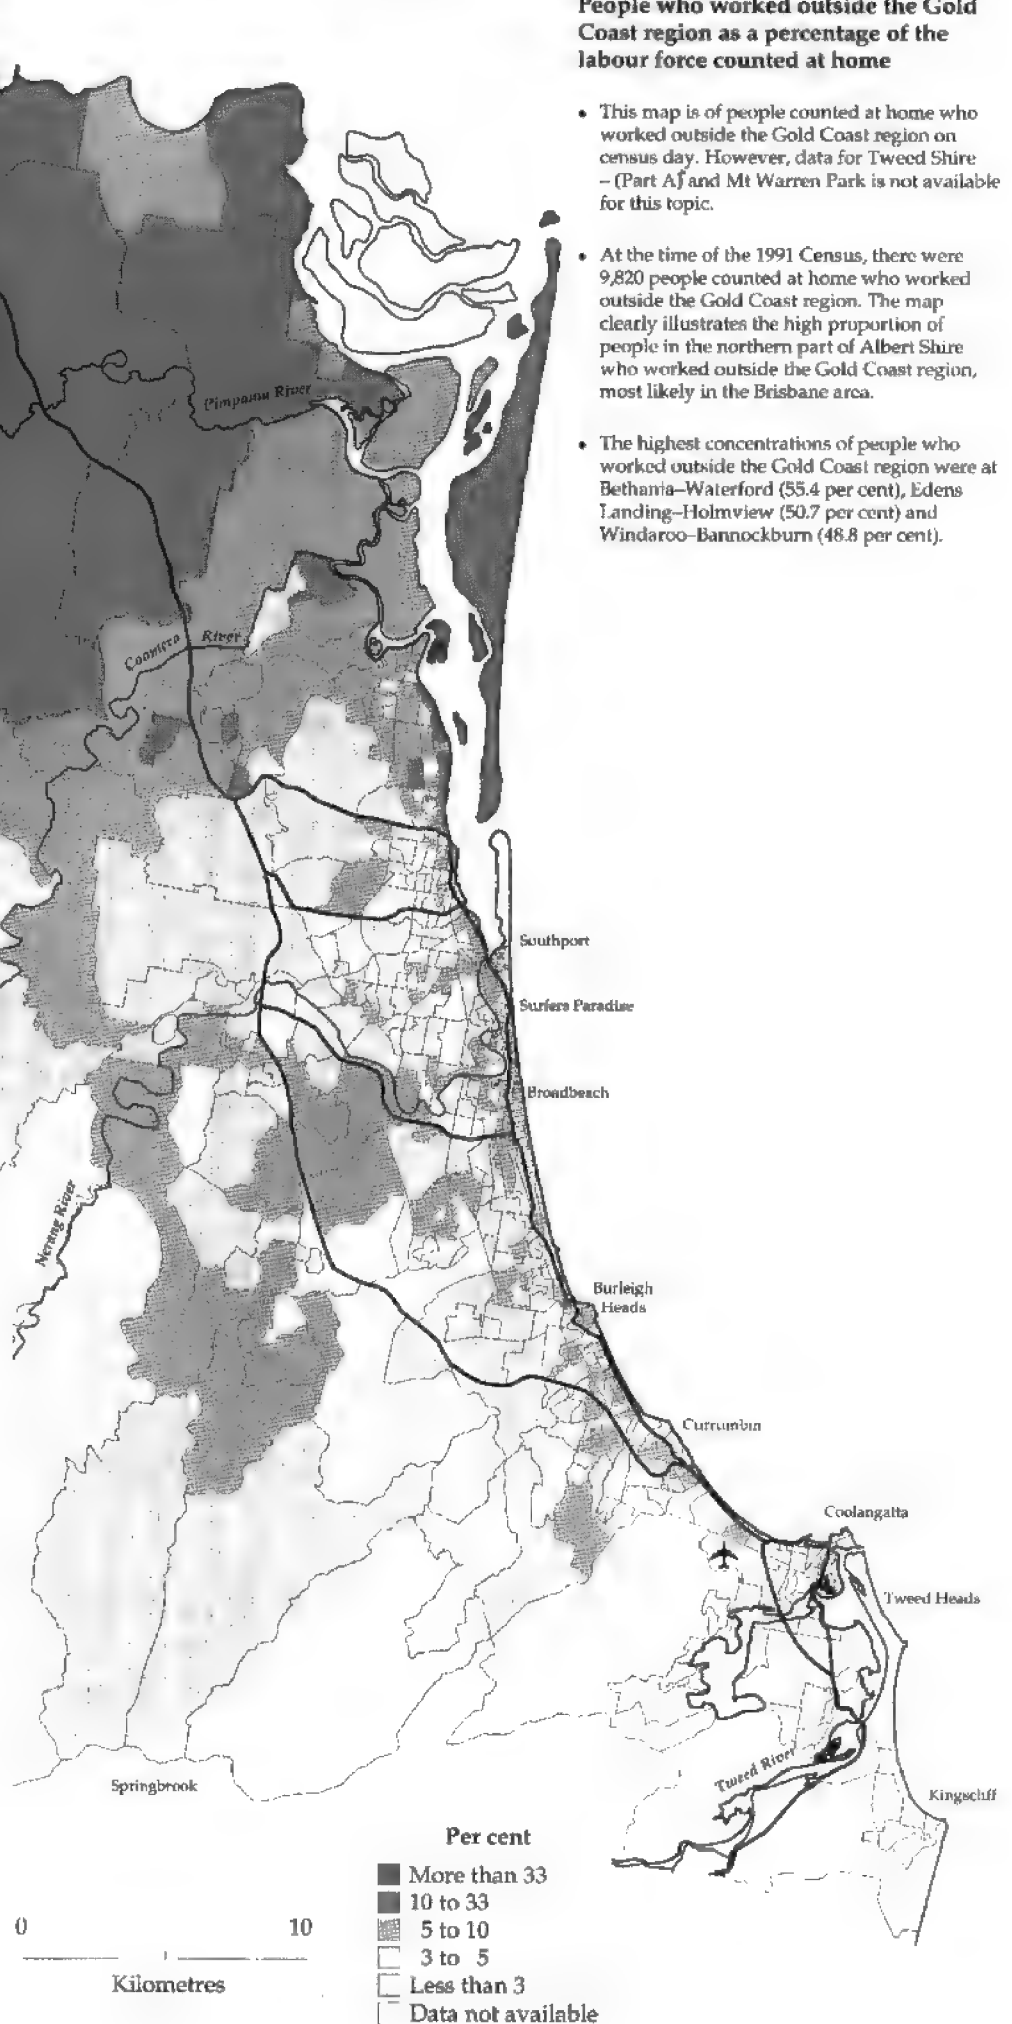 People who worked outside the Gold
Coast region as a percentage of the
labour force counted at home
• This map is of people counted at home who
worked outside the Gold Coast region on
census day. However, data for Tweed Shire
– (Part A) and Mt Warren Park is not available
for this topic.
• At the time of the 1991 Census, there were
9,820 people counted at home who worked
outside the Gold Coast region. The map
clearly illustrates the high proportion of
people in the northern part of Albert Shire
who worked outside the Gold Coast region,
most likely in the Brisbane area.
• The highest concentrations of people who
worked outside the Gold Coast region were at
Bethania–Waterford (55.4 per cent), Edens
Landing–Holmview (50.7 per cent) and
Windaroo–Bannockburn (48.8 per cent).
Pimpama River
Coomera River
Southport
Surfers Paradise
Broadbeach
Nerang River
Burleigh
Heads
Currumbin
Coolangatta
Tweed Heads
Tweed River
Springbrook
Kingscliff
Per cent
More than 33
10 to 33
5 to 10
3 to 5
Less than 3
Data not available
0 10
Kilometres